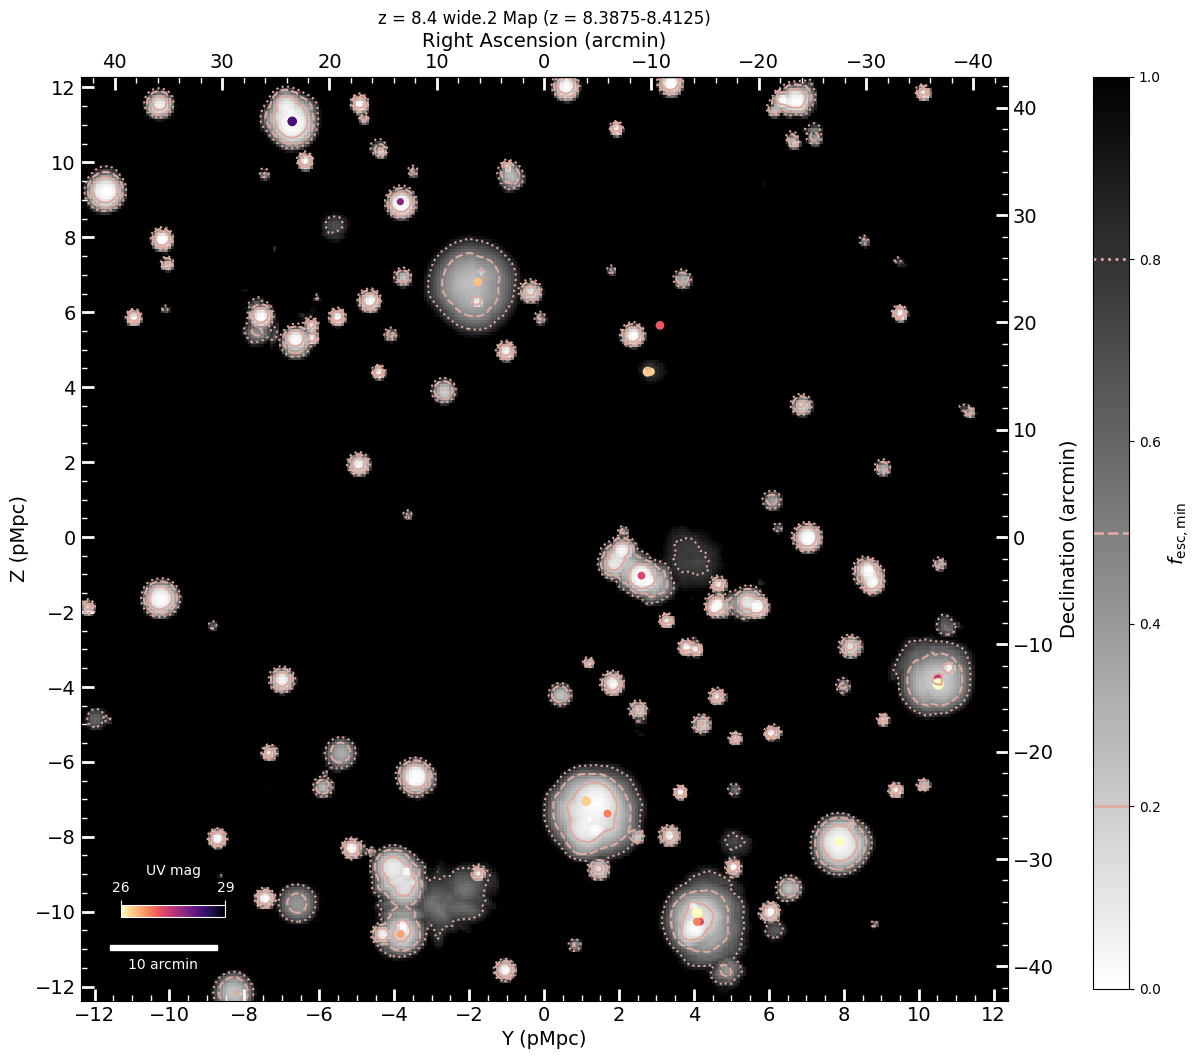 z = 8.4 wide.2 Map (z = 8.3875-8.4125)
Right Ascension (arcmin)
40 30 20 10 0 −10 −20 −30 −40
12
10
8
6
4
2
0
−2
−4
−6
−8
−10
−12
Z (pMpc)
40
30
20
10
0
−10
−20
−30
−40
Declination (arcmin)
1.0
0.8
0.6
0.4
0.2
0.0
fesc,min
UV mag
26 29
10 arcmin
−12 −10 −8 −6 −4 −2 0 2 4 6 8 10 12
Y (pMpc)